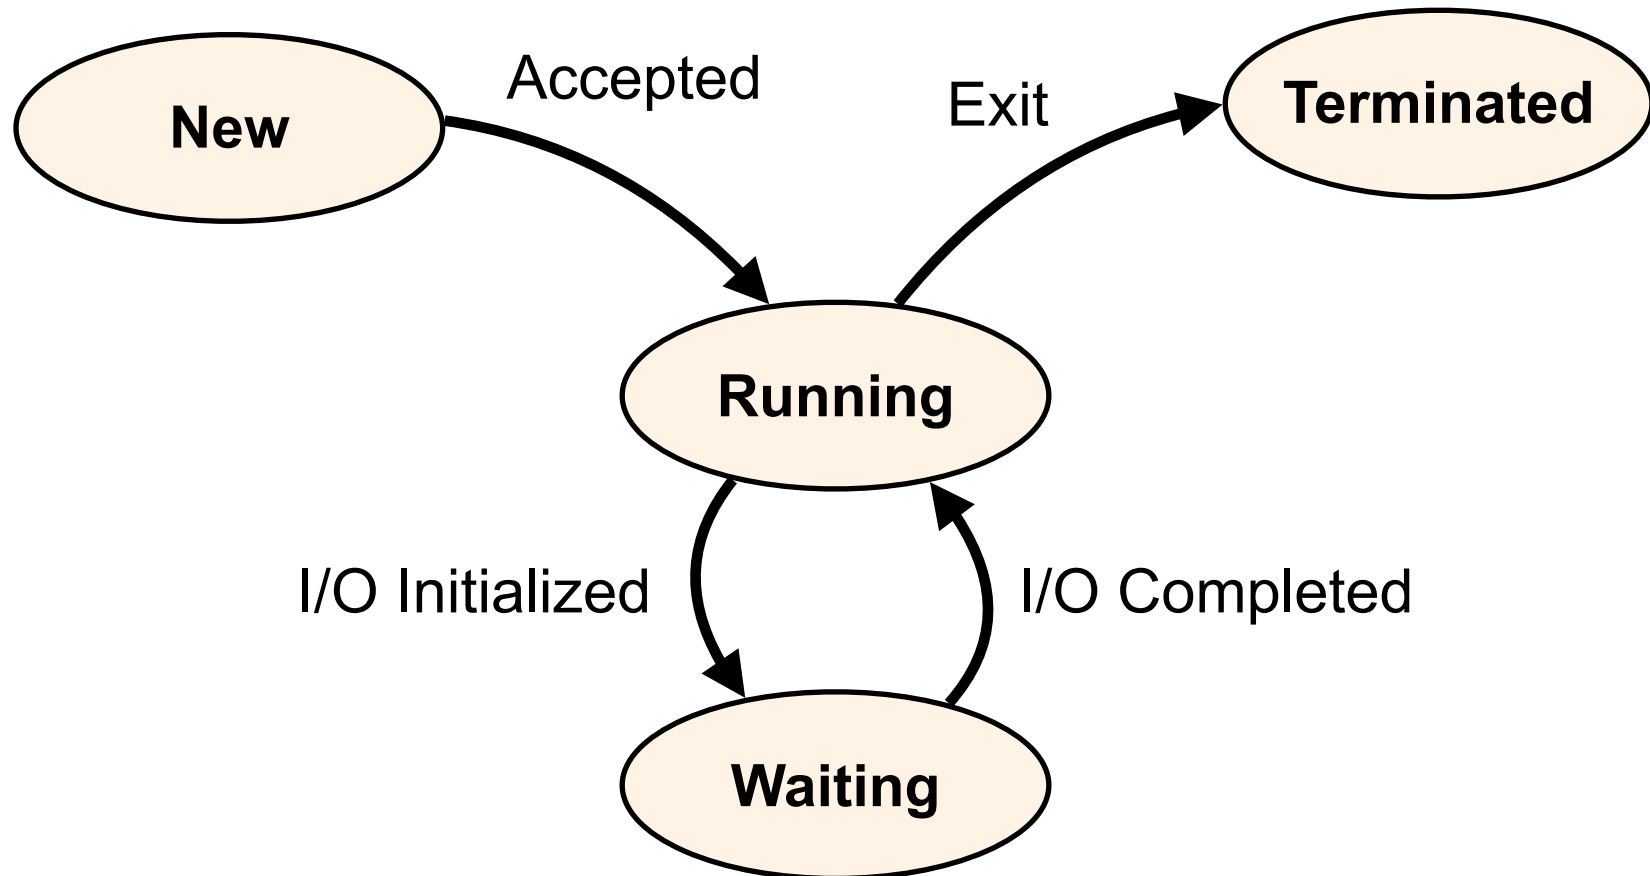 New
Accepted
Exit
Terminated
Running
I/O Initialized
I/O Completed
Waiting